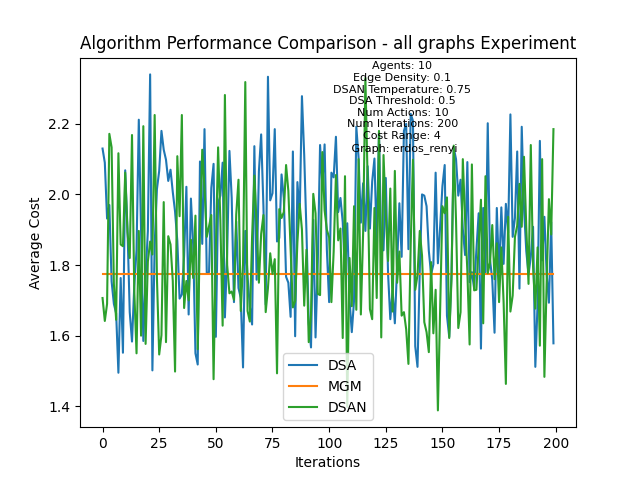 Algorithm Performance Comparison - all graphs Experiment
Agents: 10
Edge Density: 0.1
DSAN Temperature: 0.75
DSA Threshold: 0.5
Num Actions: 10
Num Iterations: 200
Cost Range: 4
Graph: erdos_renyi
2.2
2.0
1.8
1.6
1.4
Average Cost
DSA
MGM
DSAN
0
25
50
75
100
125
150
175
200
Iterations